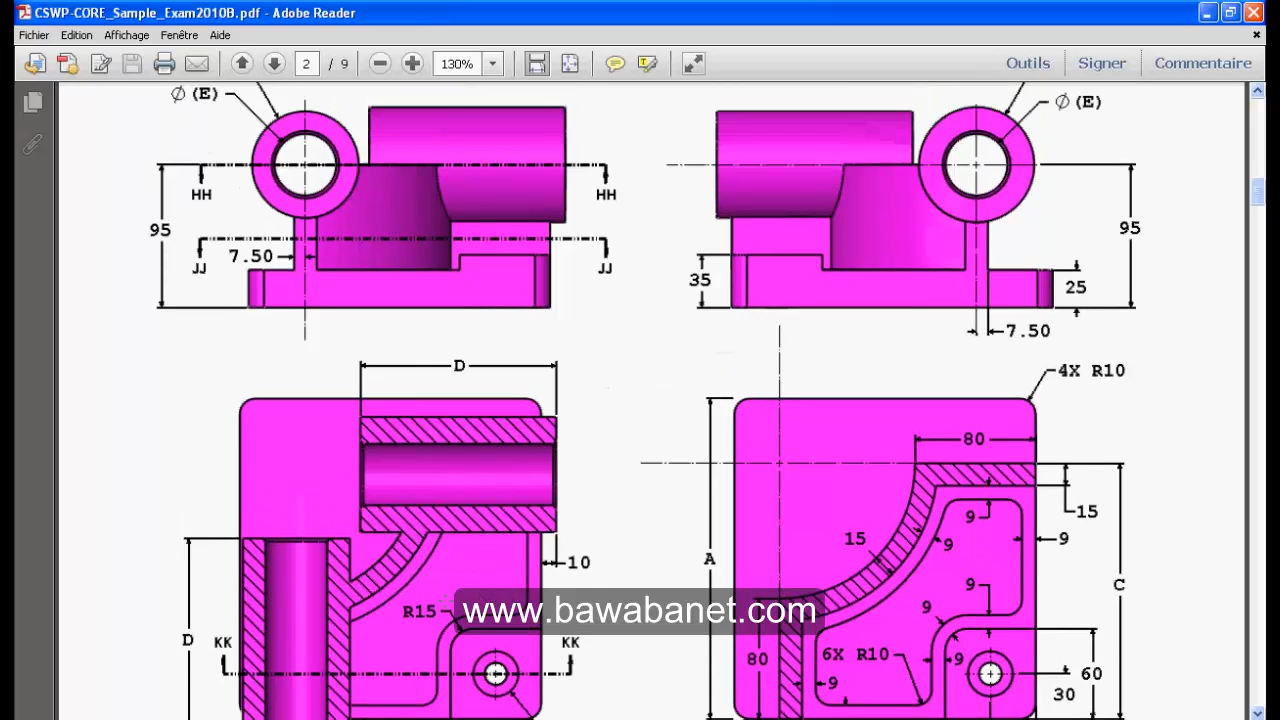 CSWP-CORE_Sample_Exam2010B.pdf - Adobe Reader
Fichier Edition Affichage Fenêtre Aide
2 / 9 130% Outils Signer Commentaire
Ø (E) Ø (E)
HH HH
95 95
7.50 JJ JJ
35 25
7.50
D 4X R10
80
15
9 9
15 9
10
A C
9
R15 9
www.bawabanet.com
D KK KK
80 6X R10 9 60
9 30